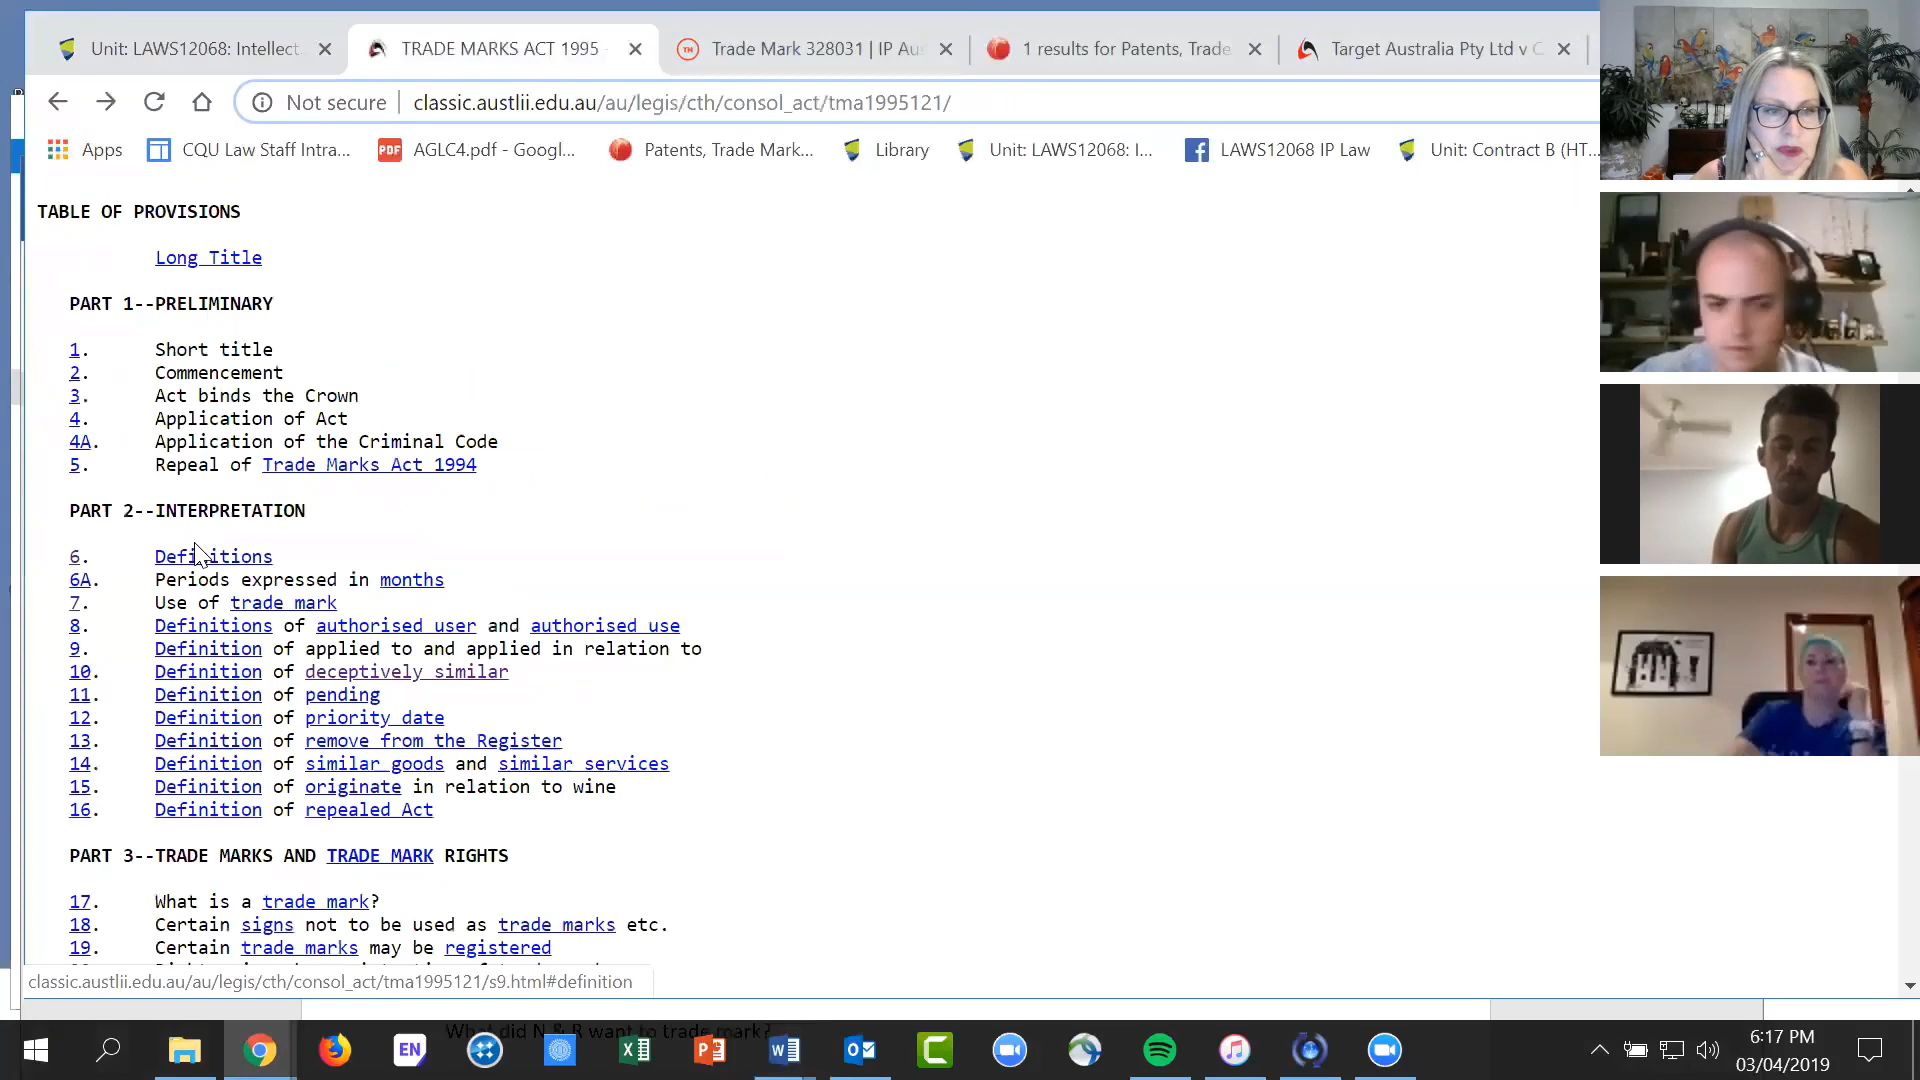 Unit: LAWS12068: Intellect
TRADE MARKS ACT 1995
TM
Trade Mark 328031 | IP Aus
1 results for Patents, Trade
Target Australia Pty Ltd v C
Not secure
classic.austlii.edu.au/au/legis/cth/consol_act/tma1995121/
Apps
CQU Law Staff Intra...
PDF
AGLC4.pdf - Googl...
Patents, Trade Mark...
Library
Unit: LAWS12068: I...
LAWS12068 IP Law
Unit: Contract B (HT...
TABLE OF PROVISIONS
Long Title
PART 1--PRELIMINARY
1. Short title
2. Commencement
3. Act binds the Crown
4. Application of Act
4A. Application of the Criminal Code
5. Repeal of Trade Marks Act 1994
PART 2--INTERPRETATION
6. Definitions
6A. Periods expressed in months
7. Use of trade mark
8. Definitions of authorised user and authorised use
9. Definition of applied to and applied in relation to
10. Definition of deceptively similar
11. Definition of pending
12. Definition of priority date
13. Definition of remove from the Register
14. Definition of similar goods and similar services
15. Definition of originate in relation to wine
16. Definition of repealed Act
PART 3--TRADE MARKS AND TRADE MARK RIGHTS
17. What is a trade mark?
18. Certain signs not to be used as trade marks etc.
19. Certain trade marks may be registered
classic.austlii.edu.au/au/legis/cth/consol_act/tma1995121/s9.html#definition
What did N & R want to trade mark?
EN
6:17 PM
03/04/2019